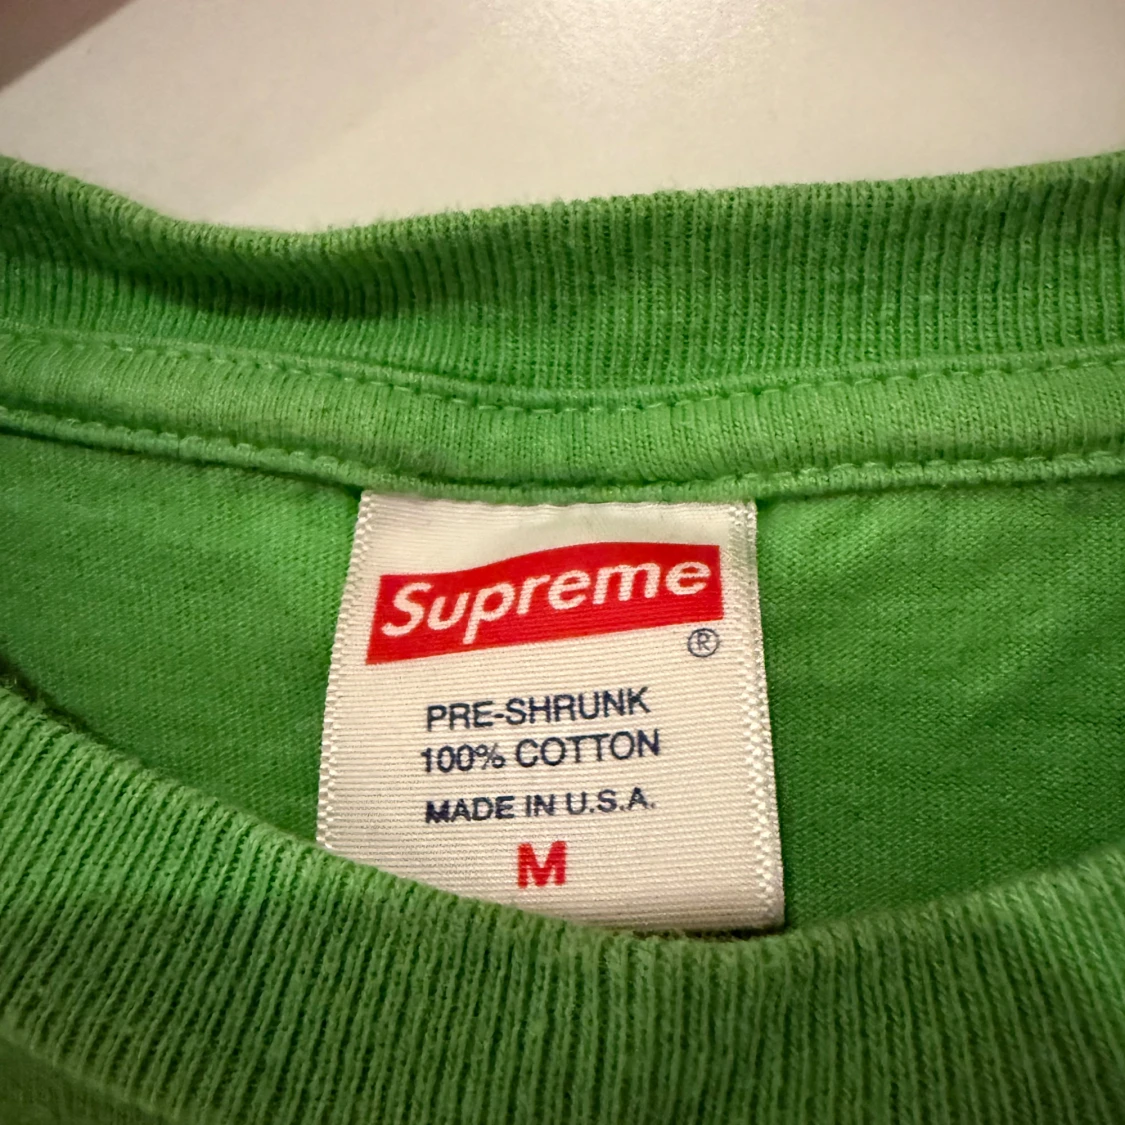 Supreme
®
PRE-SHRUNK
100% COTTON
MADE IN U.S.A.
M